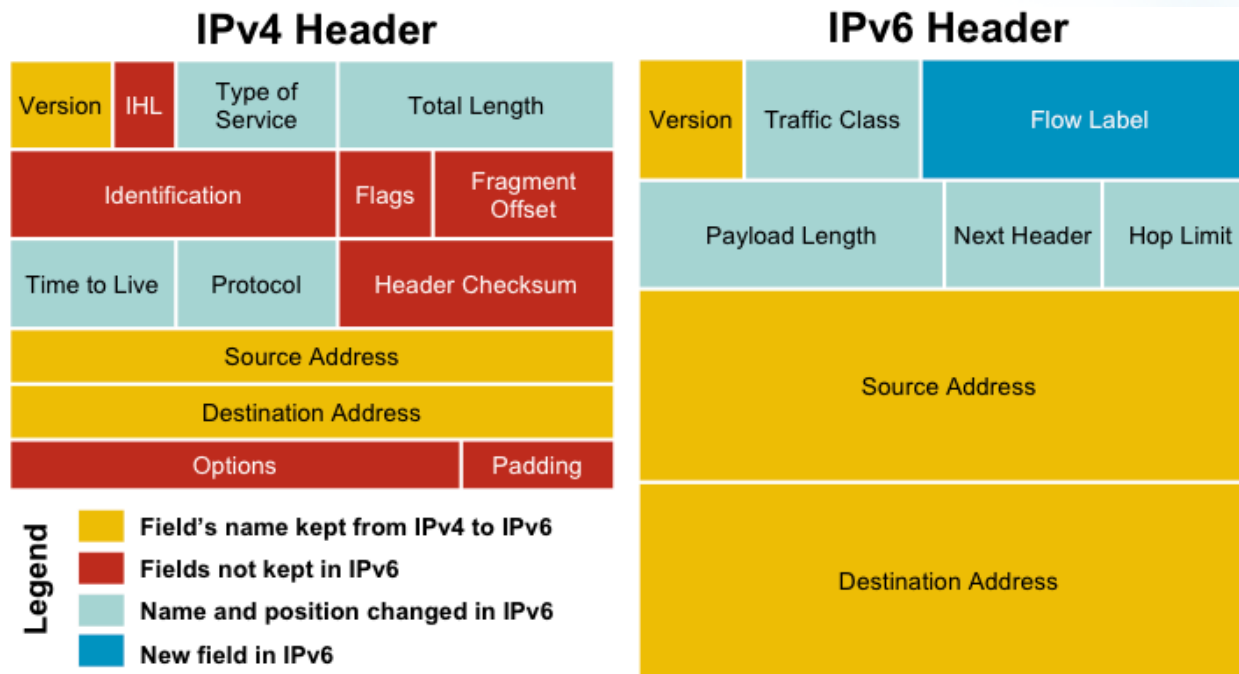 IPv4 Header
Version IHL Type of Service Total Length
Identification Flags Fragment Offset
Time to Live Protocol Header Checksum
Source Address
Destination Address
Options Padding
Legend
Field's name kept from IPv4 to IPv6
Fields not kept in IPv6
Name and position changed in IPv6
New field in IPv6
IPv6 Header
Version Traffic Class Flow Label
Payload Length Next Header Hop Limit
Source Address
Destination Address